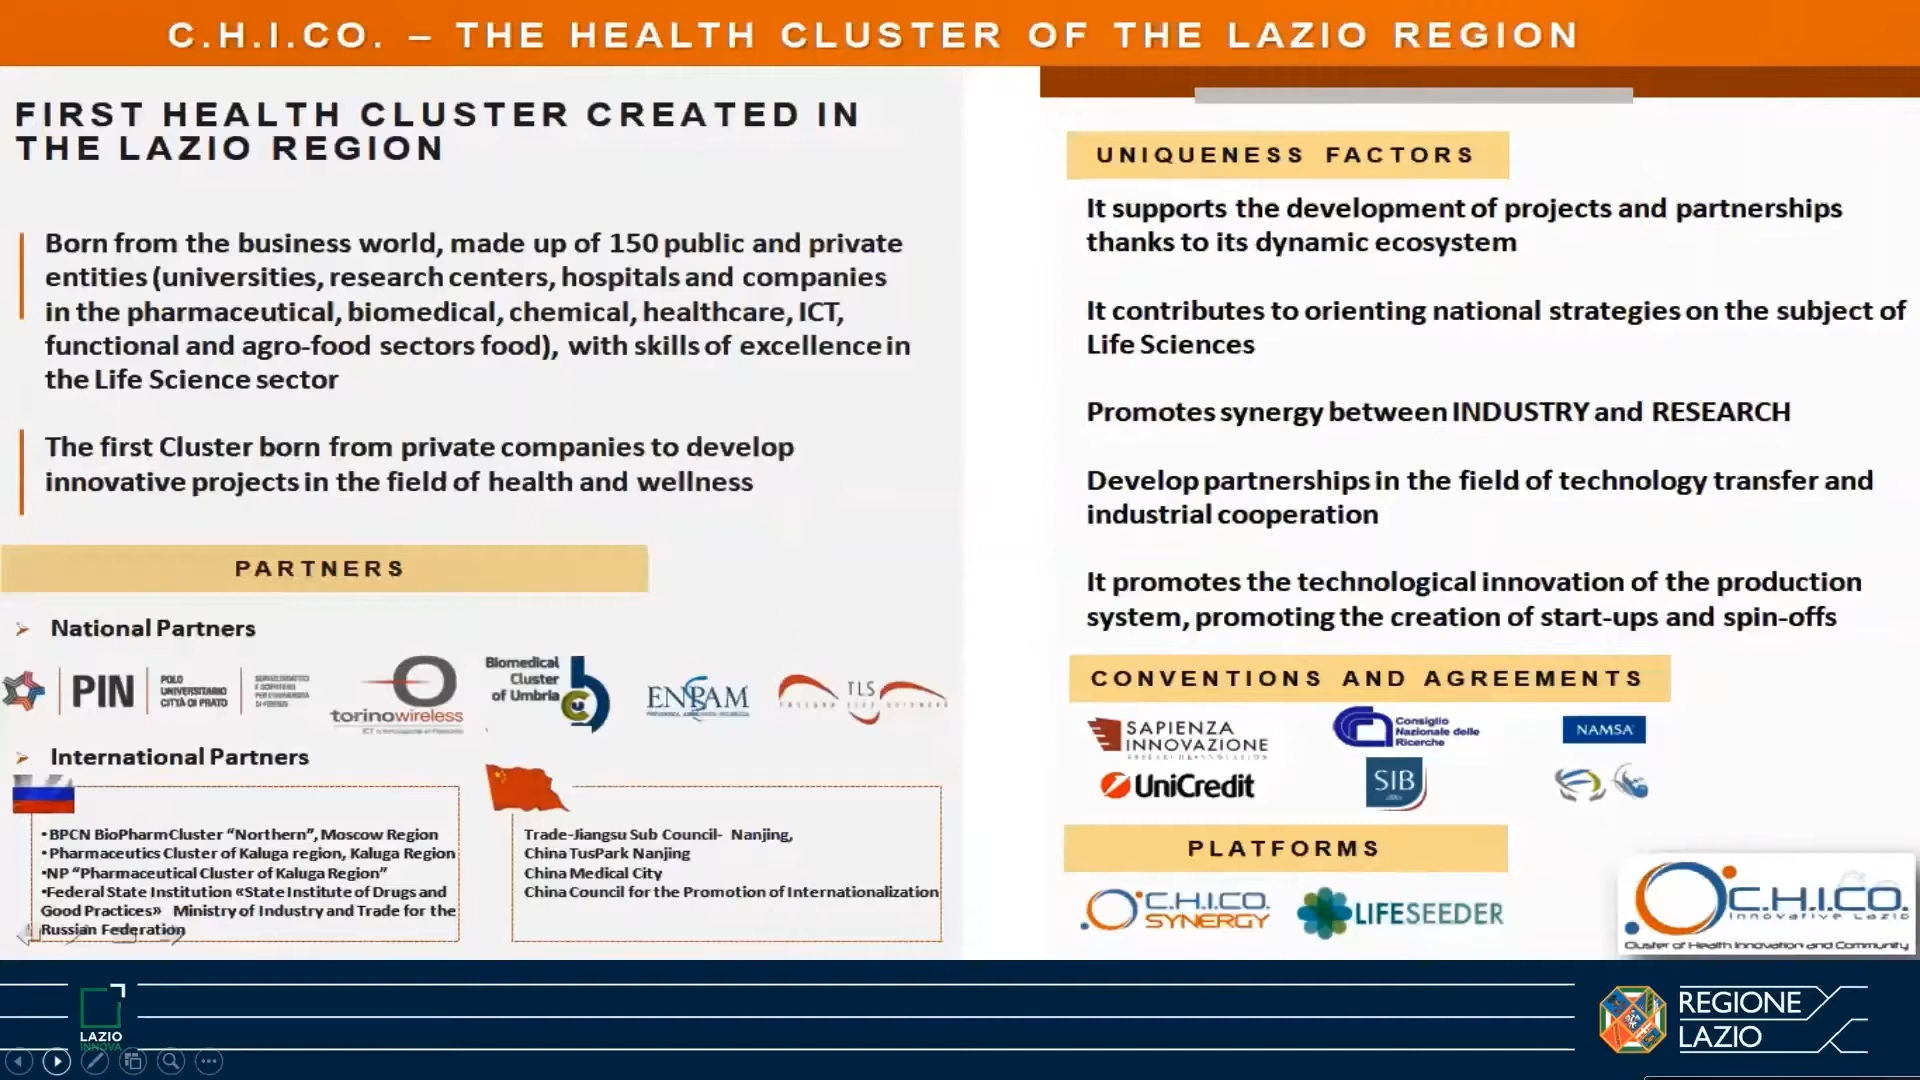 C.H.I.CO. – THE HEALTH CLUSTER OF THE LAZIO REGION
FIRST HEALTH CLUSTER CREATED IN
THE LAZIO REGION
Born from the business world, made up of 150 public and private
entities (universities, research centers, hospitals and companies
in the pharmaceutical, biomedical, chemical, healthcare, ICT,
functional and agro-food sectors food), with skills of excellence in
the Life Science sector
The first Cluster born from private companies to develop
innovative projects in the field of health and wellness
PARTNERS
➢ National Partners
PIN
POLO
UNIVERSITARIO
CITTÀ DI PRATO
torinowireless
Biomedical
Cluster
of Umbria
ENPAM
TLS
➢ International Partners
•BPCN BioPharmCluster “Northern”, Moscow Region
•Pharmaceutics Cluster of Kaluga region, Kaluga Region
•NP “Pharmaceutical Cluster of Kaluga Region”
•Federal State Institution «State Institute of Drugs and
Good Practices» Ministry of Industry and Trade for the
Russian Federation
Trade-Jiangsu Sub Council- Nanjing,
China TusPark Nanjing
China Medical City
China Council for the Promotion of Internationalization
UNIQUENESS FACTORS
It supports the development of projects and partnerships
thanks to its dynamic ecosystem
It contributes to orienting national strategies on the subject of
Life Sciences
Promotes synergy between INDUSTRY and RESEARCH
Develop partnerships in the field of technology transfer and
industrial cooperation
It promotes the technological innovation of the production
system, promoting the creation of start-ups and spin-offs
CONVENTIONS AND AGREEMENTS
SAPIENZA
INNOVAZIONE
Consiglio
Nazionale delle
Ricerche
NAMSA
UniCredit
SIB
PLATFORMS
C.H.I.CO.
SYNERGY
LIFESEEDER
C.H.I.CO.
Innovative Lazio
Cluster of Health Innovation and Community
LAZIO
INNOVA
REGIONE
LAZIO